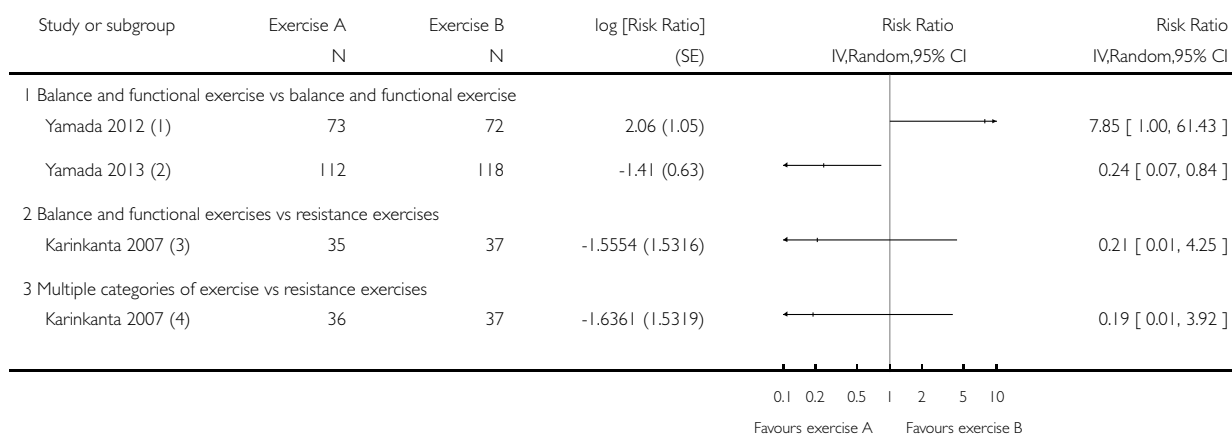 Study or subgroup Exercise A Exercise B log [Risk Ratio] Risk Ratio Risk Ratio
N N (SE) IV,Random,95% CI IV,Random,95% CI
1 Balance and functional exercise vs balance and functional exercise
Yamada 2012 (1) 73 72 2.06 (1.05) 7.85 [ 1.00, 61.43 ]
Yamada 2013 (2) 112 118 -1.41 (0.63) 0.24 [ 0.07, 0.84 ]
2 Balance and functional exercises vs resistance exercises
Karinkanta 2007 (3) 35 37 -1.5554 (1.5316) 0.21 [ 0.01, 4.25 ]
3 Multiple categories of exercise vs resistance exercises
Karinkanta 2007 (4) 36 37 -1.6361 (1.5319) 0.19 [ 0.01, 3.92 ]
0.1 0.2 0.5 1 2 5 10
Favours exercise A Favours exercise B